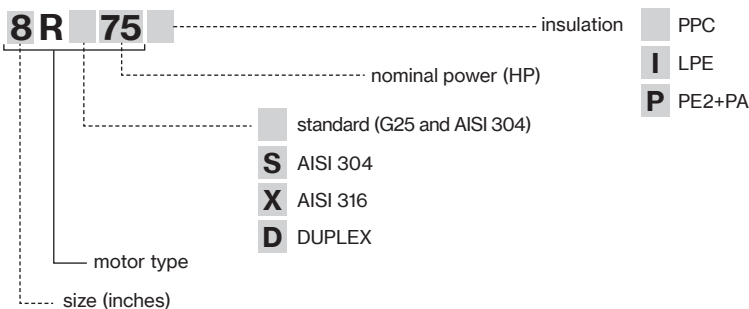 8 R 75
insulation
PPC
I LPE
P PE2+PA
nominal power (HP)
standard (G25 and AISI 304)
S AISI 304
X AISI 316
D DUPLEX
motor type
size (inches)